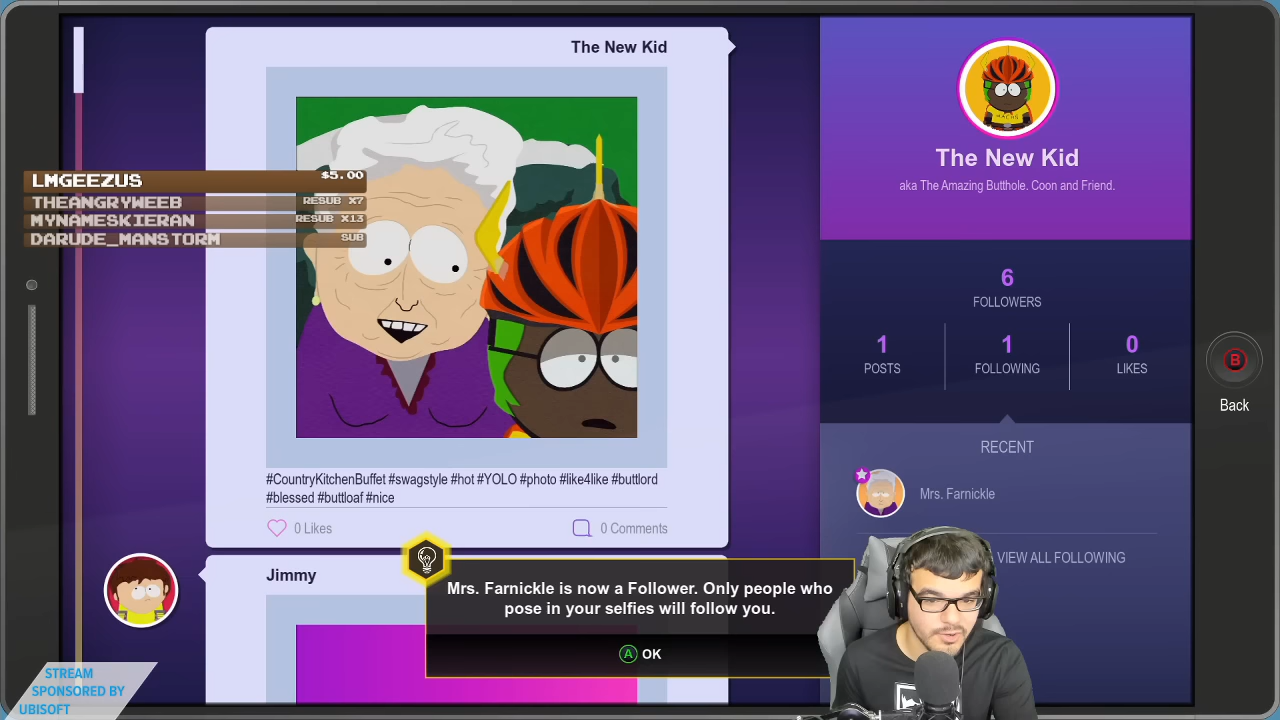 The New Kid
LMGEEZUS $5.00
THEANGRYWEEB RESUB X7
MYNAMESKIERAN RESUB X13
DARUDE_MANSTORM SUB
#CountryKitchenBuffet #swagstyle #hot #YOLO #photo #like4like #buttlord
#blessed #buttloaf #nice
0 Likes
0 Comments
Jimmy
The New Kid
aka The Amazing Butthole. Coon and Friend.
6
FOLLOWERS
1
POSTS
1
FOLLOWING
0
LIKES
RECENT
Mrs. Farnickle
VIEW ALL FOLLOWING
B
Back
Mrs. Farnickle is now a Follower. Only people who
pose in your selfies will follow you.
A OK
STREAM
SPONSORED BY
UBISOFT